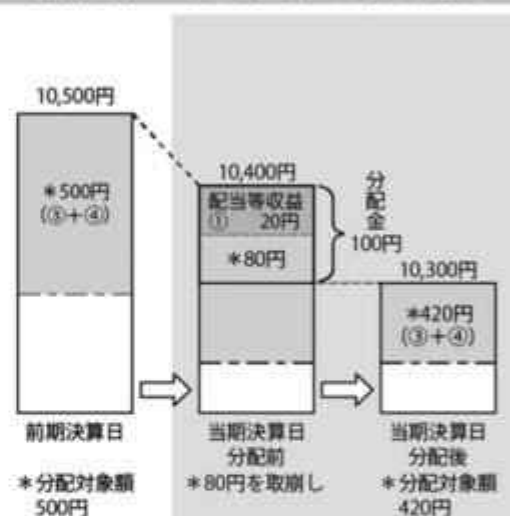 10,500円
*500円
(③+④)
10,400円
配当等収益
① 20円
*80円
分配金
100円
10,300円
*420円
(③+④)
前期決算日
*分配対象額
500円
当期決算日
分配前
*80円を取崩し
当期決算日
分配後
*分配対象額
420円